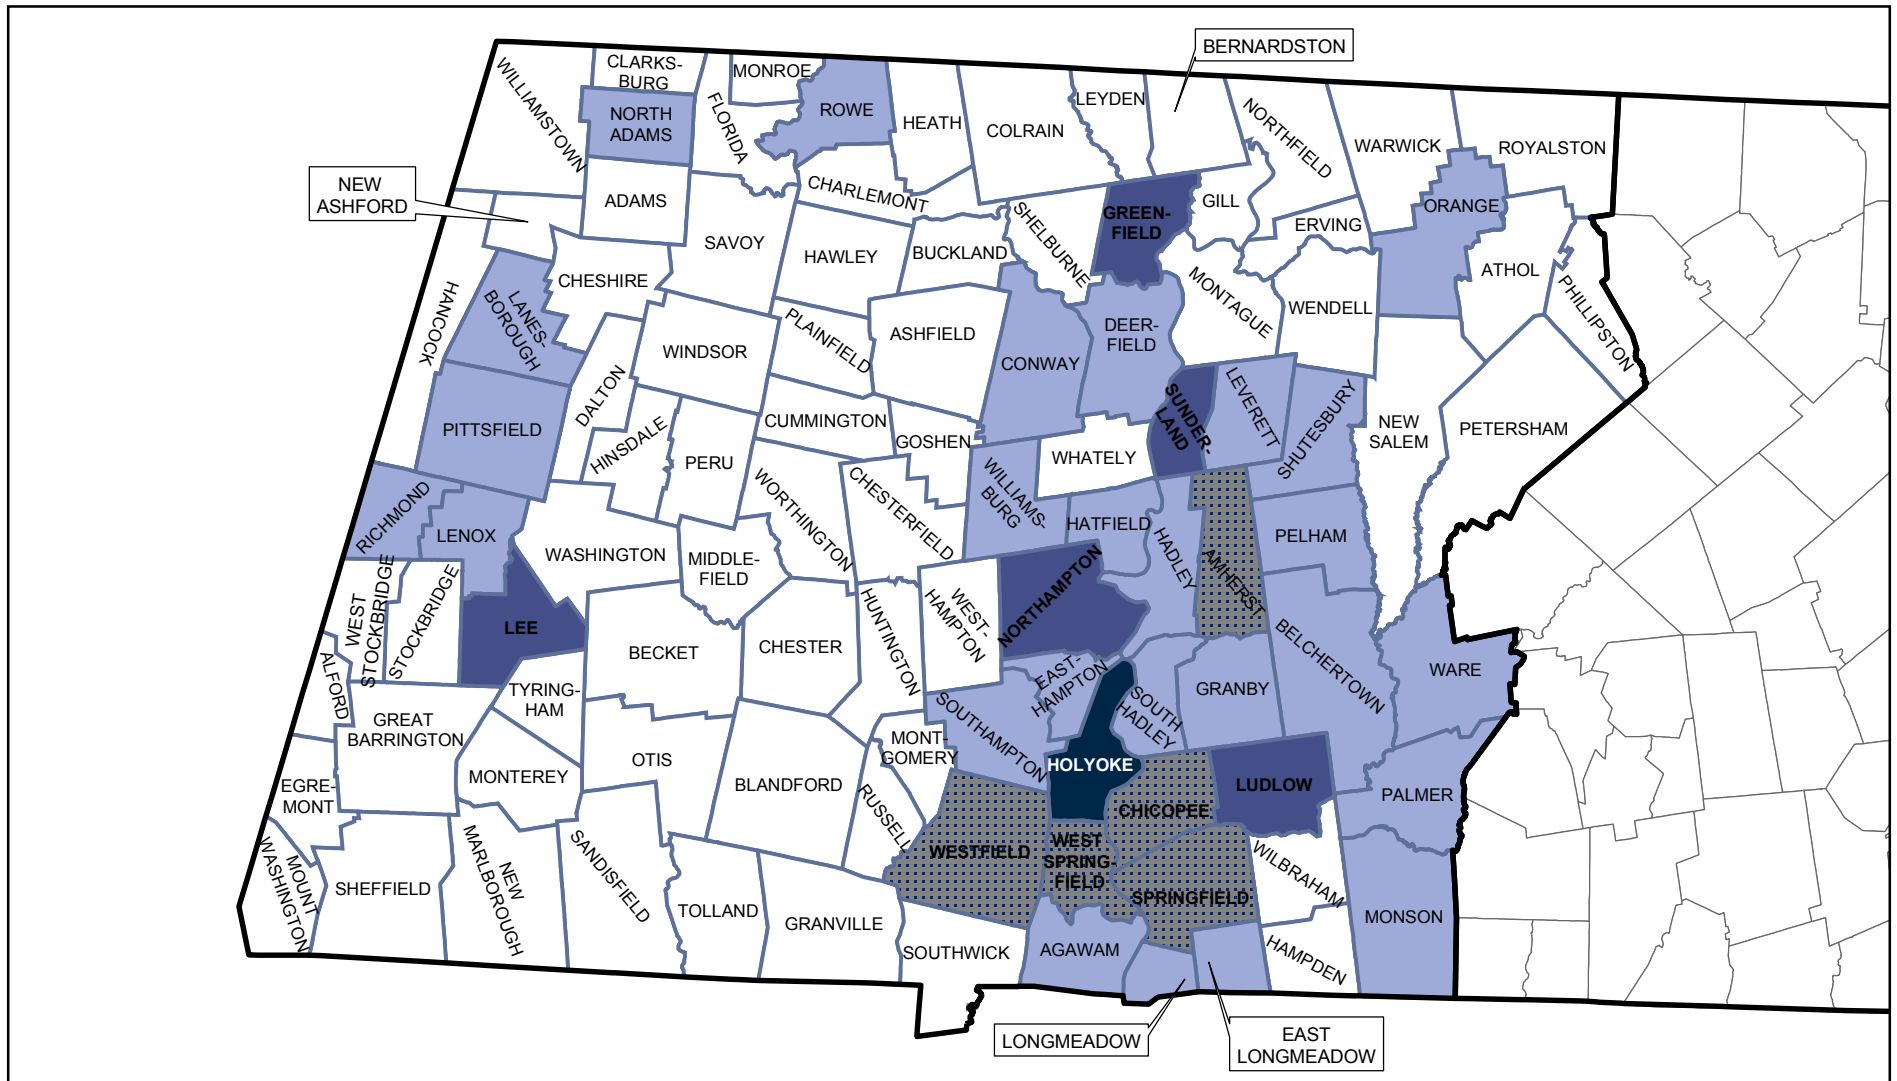 BERNARDSTON
CLARKS-
BURG
MONROE
WILLIAMSTOWN
NORTH
ADAMS
FLORIDA
ROWE
HEATH
COLRAIN
LEYDEN
NORTHFIELD
WARWICK
ROYALSTON
NEW
ASHFORD
ADAMS
CHARLEMONT
SAVOY
HAWLEY
BUCKLAND
SHELBURNE
GREEN-
FIELD
GILL
ERVING
ORANGE
ATHOL
PHILLIPSTON
HANCOCK
LANES-
BOROUGH
CHESHIRE
WINDSOR
PLAINFIELD
ASHFIELD
CONWAY
DEER-
FIELD
MONTAGUE
WENDELL
PITTSFIELD
DALTON
HINSDALE
PERU
CUMMINGTON
GOSHEN
WHATELY
SUNDER-
LAND
LEVERETT
SHUTESBURY
NEW
SALEM
PETERSHAM
RICHMOND
LENOX
WASHINGTON
MIDDLE-
FIELD
WORTHINGTON
CHESTERFIELD
WILLIAMS-
BURG
HATFIELD
HADLEY
AMHERST
PELHAM
WEST
STOCKBRIDGE
STOCKBRIDGE
LEE
BECKET
CHESTER
HUNTINGTON
WEST-
HAMPTON
NORTHAMPTON
BELCHERTOWN
WARE
ALFORD
GREAT
BARRINGTON
TYRING-
HAM
OTIS
MONT-
GOMERY
SOUTHAMPTON
EAST-
HAMPTON
SOUTH
HADLEY
GRANBY
HOLYOKE
EGRE-
MONT
MONTEREY
BLANDFORD
RUSSELL
CHICOPEE
LUDLOW
PALMER
MOUNT
WASHINGTON
SHEFFIELD
NEW
MARLBOROUGH
SANDISFIELD
TOLLAND
GRANVILLE
WESTFIELD
WEST
SPRING-
FIELD
SPRINGFIELD
WILBRAHAM
MONSON
SOUTHWICK
AGAWAM
HAMPDEN
LONGMEADOW
EAST
LONGMEADOW